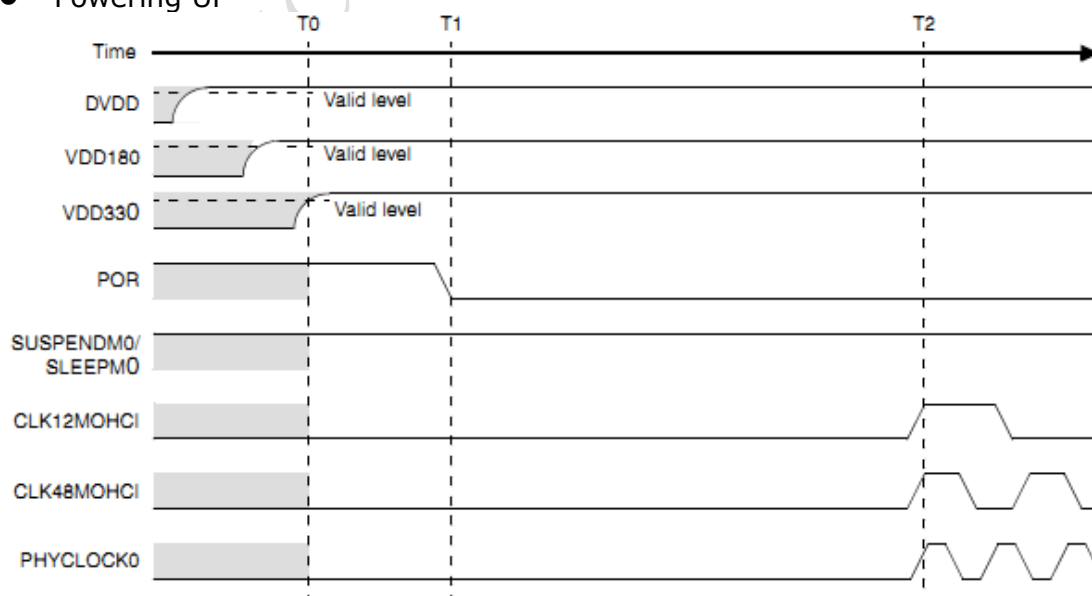 ● Powering UP
T0 T1 T2
Time
DVDD Valid level
VDD180 Valid level
VDD330 Valid level
POR
SUSPENDM0/
SLEEPM0
CLK12MOHCI
CLK48MOHCI
PHYCLOCK0